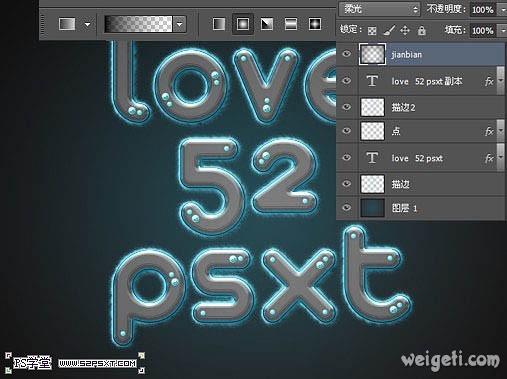 柔光 不透明度: 100%
锁定: 填充: 100%
jianbian
love 52 psxt 副本
描边2
点
love 52 psxt
描边
图层 1
love
52
psxt
PS学堂 WWW.52PSXT.COM
weigeti.com